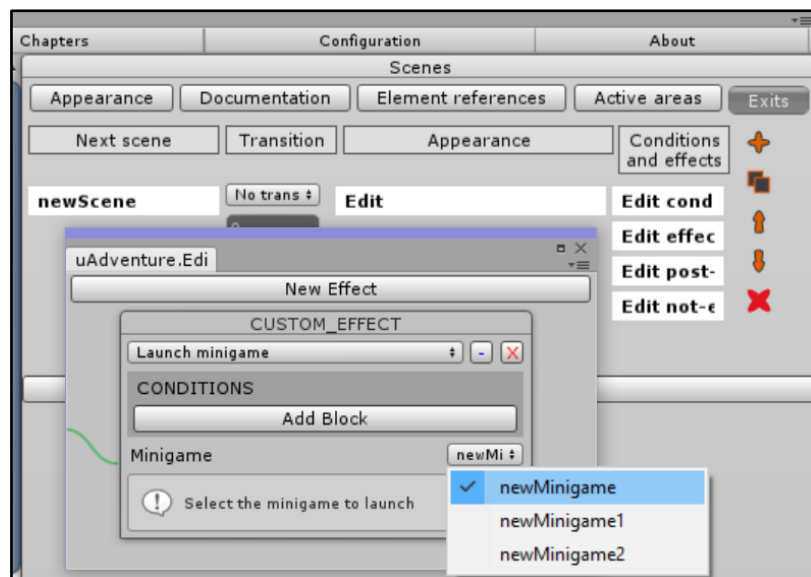 Chapters Configuration About
Scenes
Appearance Documentation Element references Active areas Exits
Next scene Transition Appearance Conditions
and effects
newScene No trans Edit Edit cond
Edit effec
uAdventure.Edi Edit post-
New Effect Edit not-e
CUSTOM_EFFECT
Launch minigame - X
CONDITIONS
Add Block
Minigame newMi
newMinigame
Select the minigame to launch
newMinigame1
newMinigame2